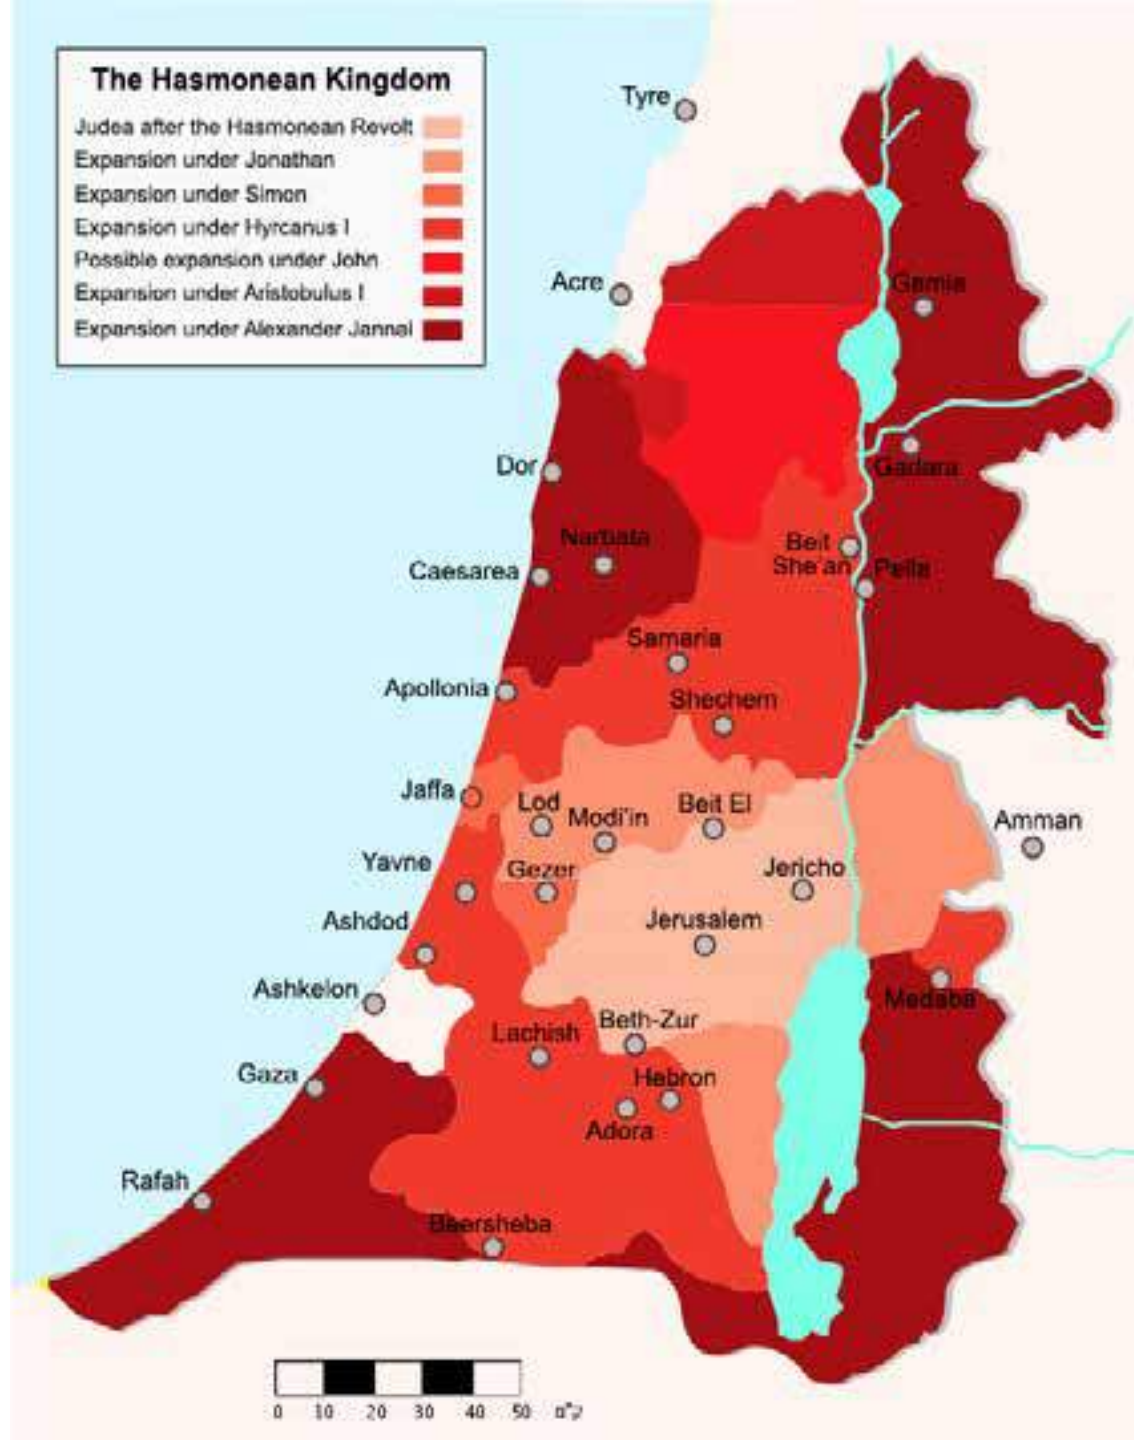 The Hasmonean Kingdom
Judea after the Hasmonean Revolt
Expansion under Jonathan
Expansion under Simon
Expansion under Hyrcanus I
Possible expansion under John
Expansion under Aristobulus I
Expansion under Alexander Jannai
Tyre
Acre
Gamla
Dor
Gadara
Narbata
Beit
She'an
Pella
Caesarea
Samaria
Apollonia
Shechem
Jaffa
Lod
Modi'in
Beit El
Amman
Yavne
Gezer
Jericho
Ashdod
Jerusalem
Ashkelon
Medaba
Lachish
Beth-Zur
Gaza
Hebron
Adora
Rafah
Beersheba
0 10 20 30 40 50 ק"מ